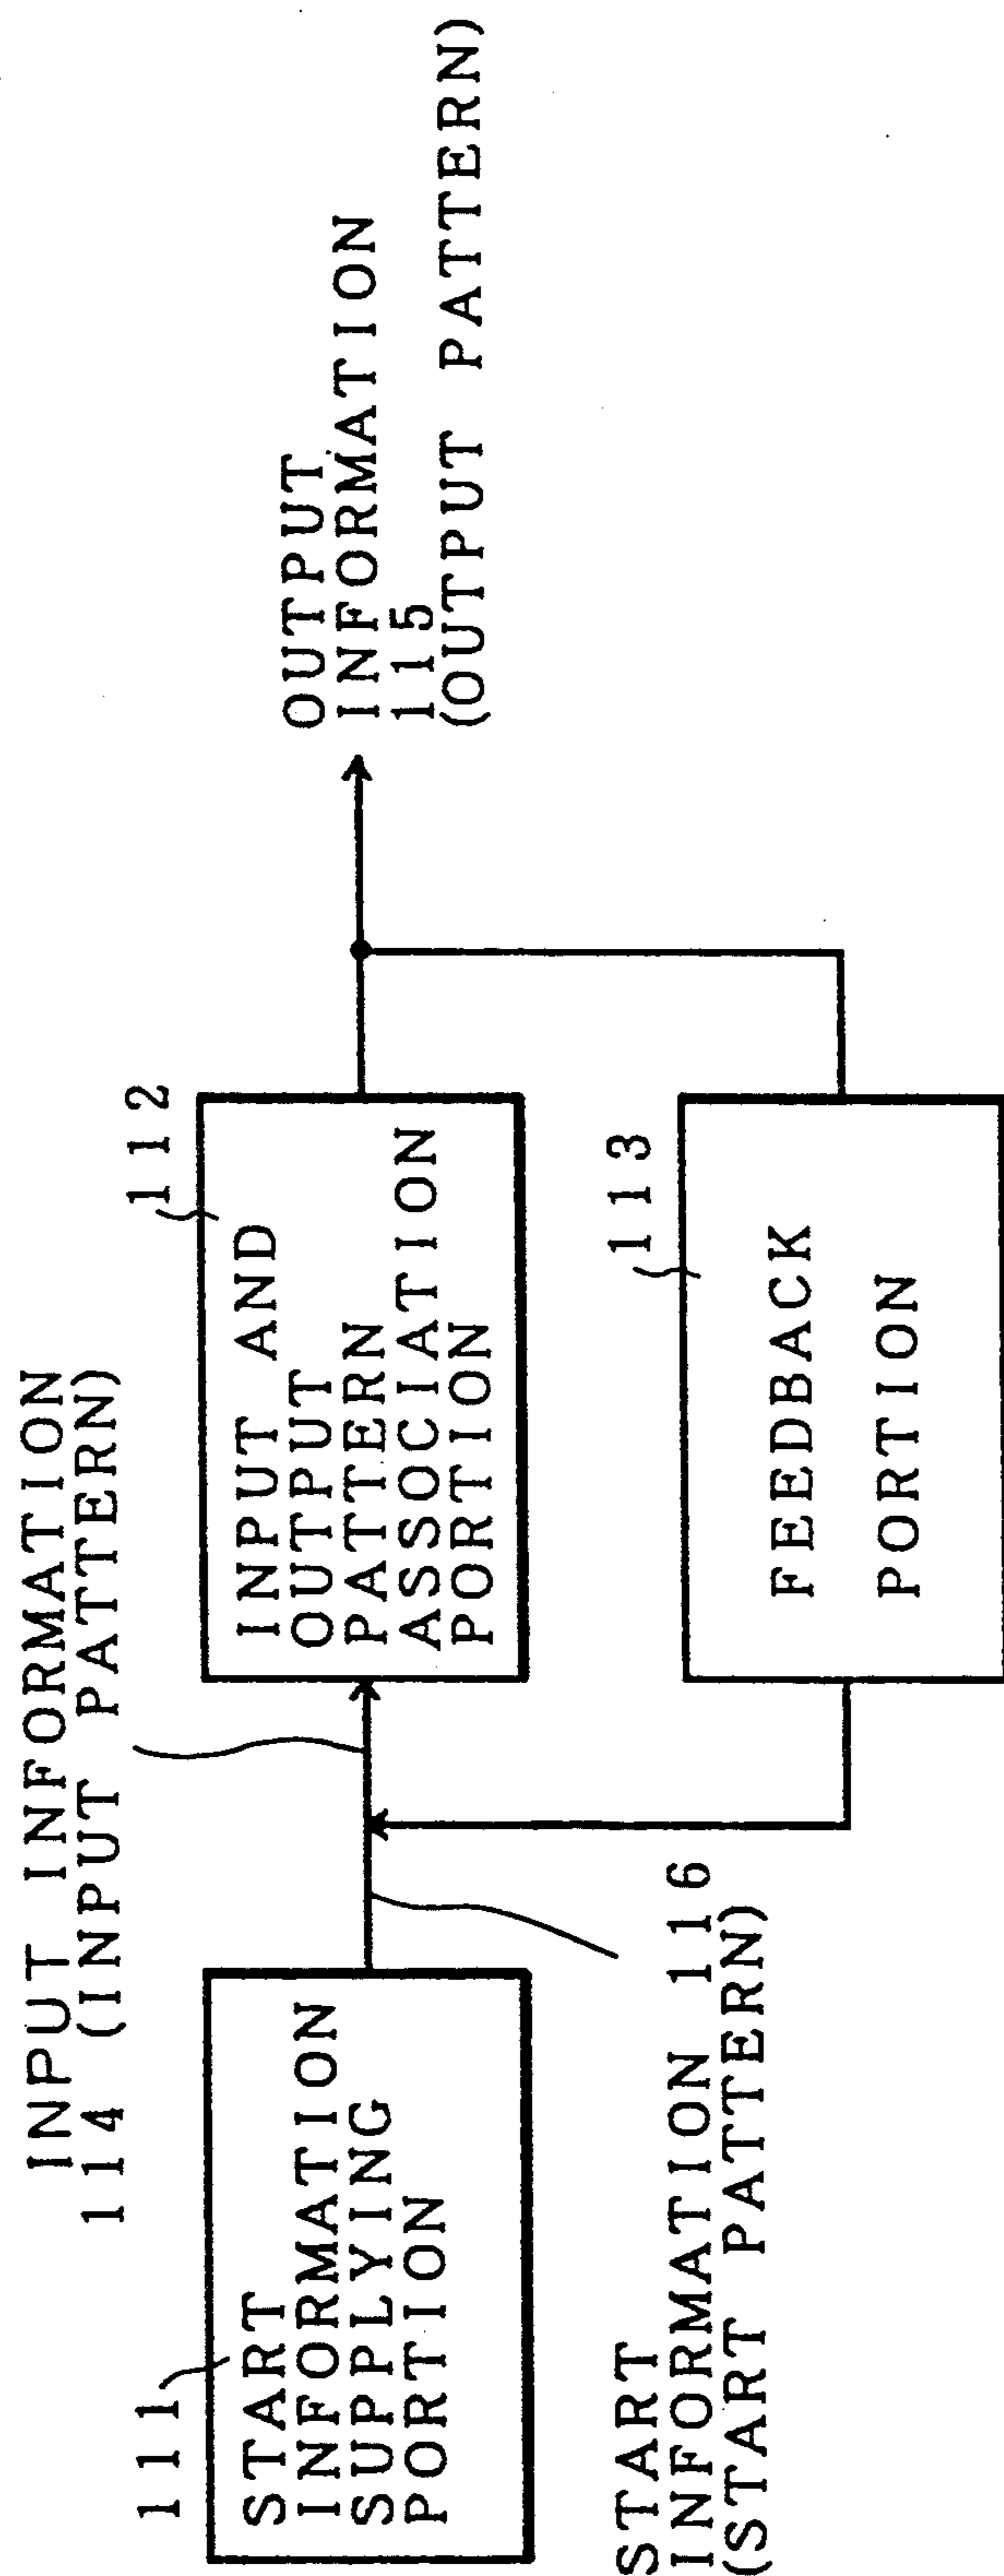 INPUT INFORMATION
114 (INPUT PATTERN)
111
START
INFORMATION
SUPPLYING
PORTION
START
INFORMATION 116
(START PATTERN)
112
INPUT AND
OUTPUT
PATTERN
ASSOCIATION
PORTION
113
FEEDBACK
PORTION
OUTPUT
INFORMATION
115
(OUTPUT PATTERN)